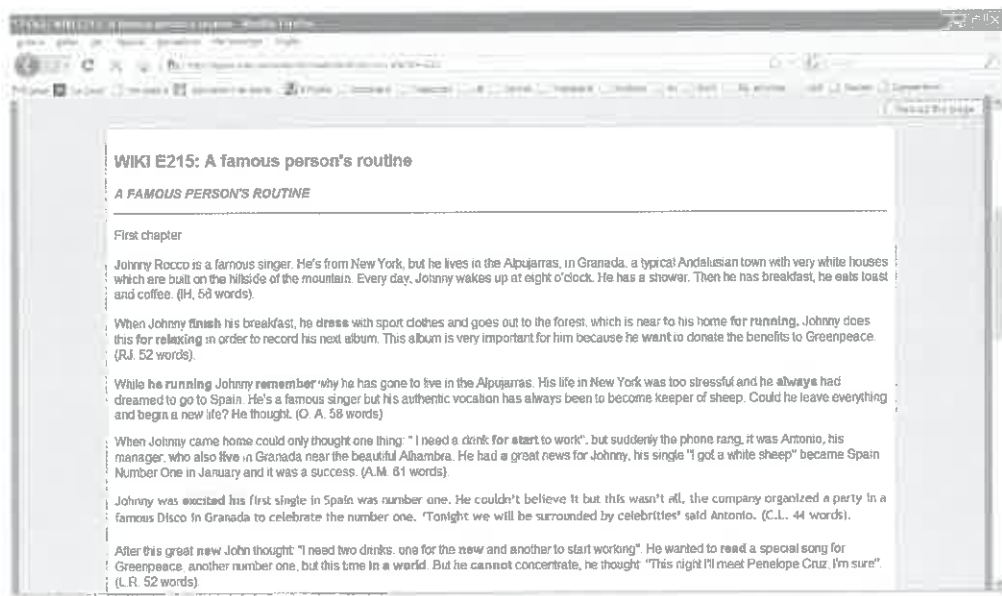 WIKI E215: A famous person's routine
A FAMOUS PERSON'S ROUTINE
First chapter
Johnny Rocco is a famous singer. He's from New York, but he lives in the Alpujarras, in Granada, a typical Andalusian town with very white houses
which are built on the hillside of the mountain. Every day, Johnny wakes up at eight o'clock. He has a shower. Then he has breakfast, he eats toast
and coffee. (IH, 56 words).
When Johnny finish his breakfast, he dress with sport clothes and goes out to the forest, which is near to his home for running. Johnny does
this for relaxing in order to record his next album. This album is very important for him because he want to donate the benefits to Greenpeace.
(RJ. 52 words).
While he running Johnny remember why he has gone to live in the Alpujarras. His life in New York was too stressful and he always had
dreamed to go to Spain. He's a famous singer but his authentic vocation has always been to become keeper of sheep. Could he leave everything
and begin a new life? He thought. (O. A. 58 words)
When Johnny came home could only thought one thing: " I need a drink for start to work", but suddenly the phone rang, it was Antonio, his
manager, who also live in Granada near the beautiful Alhambra. He had a great news for Johnny, his single "I got a white sheep" became Spain
Number One in January and it was a success. (A.M. 61 words).
Johnny was excited his first single in Spain was number one. He couldn't believe it but this wasn't all, the company organized a party in a
famous Disco in Granada to celebrate the number one. 'Tonight we will be surrounded by celebrities' said Antonio. (C.L. 44 words).
After this great new John thought: "I need two drinks. one for the new and another to start working". He wanted to read a special song for
Greenpeace, another number one, but this time in a world. But he cannot concentrate, he thought: "This night I'll meet Penelope Cruz, I'm sure".
(L.R. 52 words)